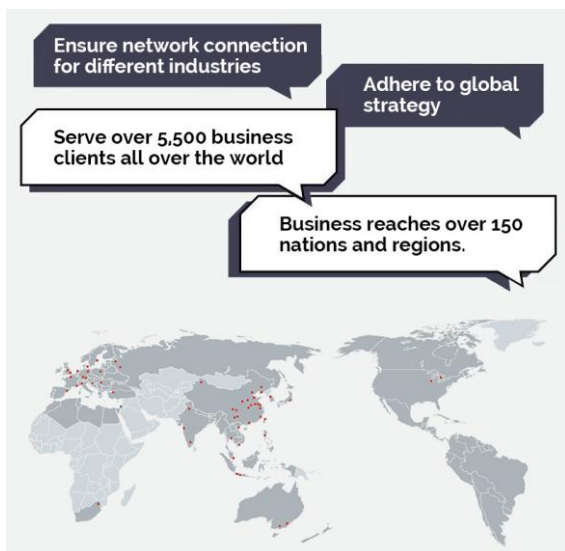 Ensure network connection
for different industries
Adhere to global
strategy
Serve over 5,500 business
clients all over the world
Business reaches over 150
nations and regions.